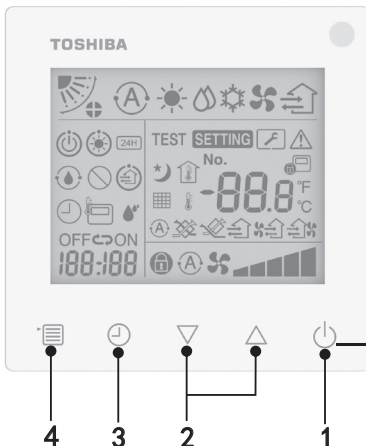 TOSHIBA
A
24H
TEST SETTING
No.
-88.8 °F °C
A
OFF ON
188:188
A
4 3 2 1